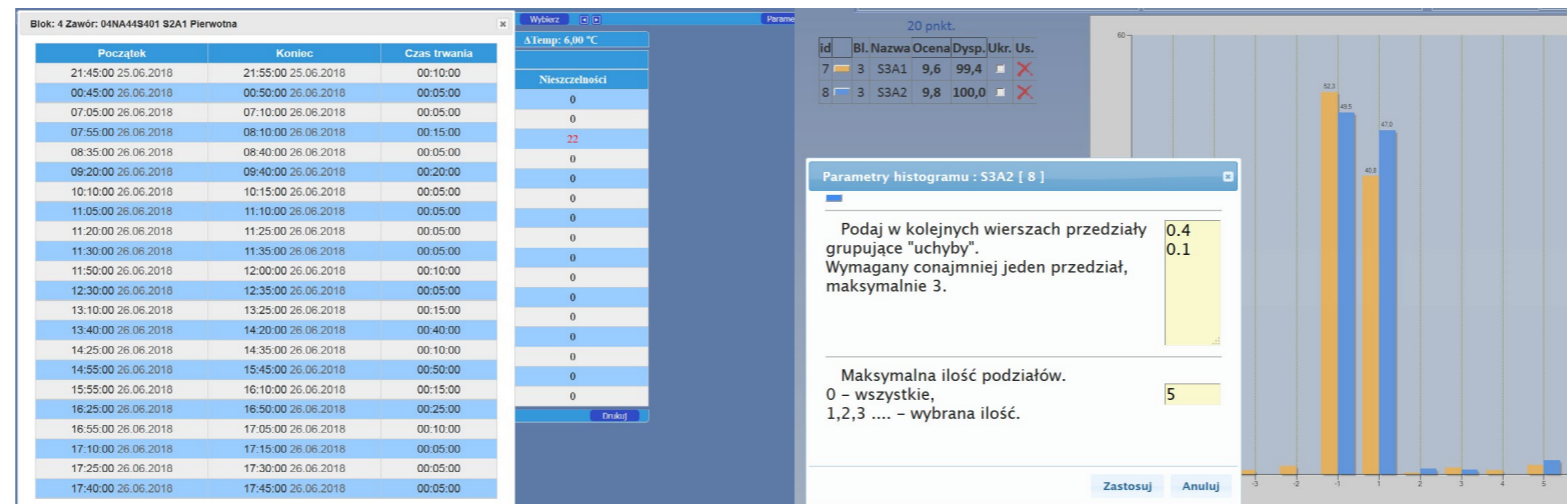 Blok: 4 Zawór: 04NA44S401 S2A1 Pierwotna
Początek Koniec Czas trwania
21:45:00 25.06.2018 21:55:00 25.06.2018 00:10:00
00:45:00 26.06.2018 00:50:00 26.06.2018 00:05:00
07:05:00 26.06.2018 07:10:00 26.06.2018 00:05:00
07:55:00 26.06.2018 08:10:00 26.06.2018 00:15:00
08:35:00 26.06.2018 08:40:00 26.06.2018 00:05:00
09:20:00 26.06.2018 09:40:00 26.06.2018 00:20:00
10:10:00 26.06.2018 10:15:00 26.06.2018 00:05:00
11:05:00 26.06.2018 11:10:00 26.06.2018 00:05:00
11:20:00 26.06.2018 11:25:00 26.06.2018 00:05:00
11:30:00 26.06.2018 11:35:00 26.06.2018 00:05:00
11:50:00 26.06.2018 12:00:00 26.06.2018 00:10:00
12:30:00 26.06.2018 12:35:00 26.06.2018 00:05:00
13:10:00 26.06.2018 13:25:00 26.06.2018 00:15:00
13:40:00 26.06.2018 14:20:00 26.06.2018 00:40:00
14:25:00 26.06.2018 14:35:00 26.06.2018 00:10:00
14:55:00 26.06.2018 15:45:00 26.06.2018 00:50:00
15:55:00 26.06.2018 16:10:00 26.06.2018 00:15:00
16:25:00 26.06.2018 16:50:00 26.06.2018 00:25:00
16:55:00 26.06.2018 17:05:00 26.06.2018 00:10:00
17:10:00 26.06.2018 17:15:00 26.06.2018 00:05:00
17:25:00 26.06.2018 17:30:00 26.06.2018 00:05:00
17:40:00 26.06.2018 17:45:00 26.06.2018 00:05:00
Wybierz
Parame
ΔTemp: 6,00 °C
Nieszczelności
0
0
22
0
0
0
0
0
0
0
0
0
0
0
0
0
Drukuj
20 pnkt.
id Bl. Nazwa Ocena Dysp. Ukr. Us.
7 3 S3A1 9,6 99,4
8 3 S3A2 9,8 100,0
Parametry histogramu : S3A2 [ 8 ]
Podaj w kolejnych wierszach przedziały
grupujące "uchyby".
Wymagany conajmniej jeden przedział,
maksymalnie 3.
0.4
0.1
Maksymalna ilość podziałów.
0 – wszystkie,
1,2,3 .... – wybrana ilość.
5
Zastosuj Anuluj
60
52,3
49,5
47,0
40,8
-3 -2 -1 1 2 3 4 5